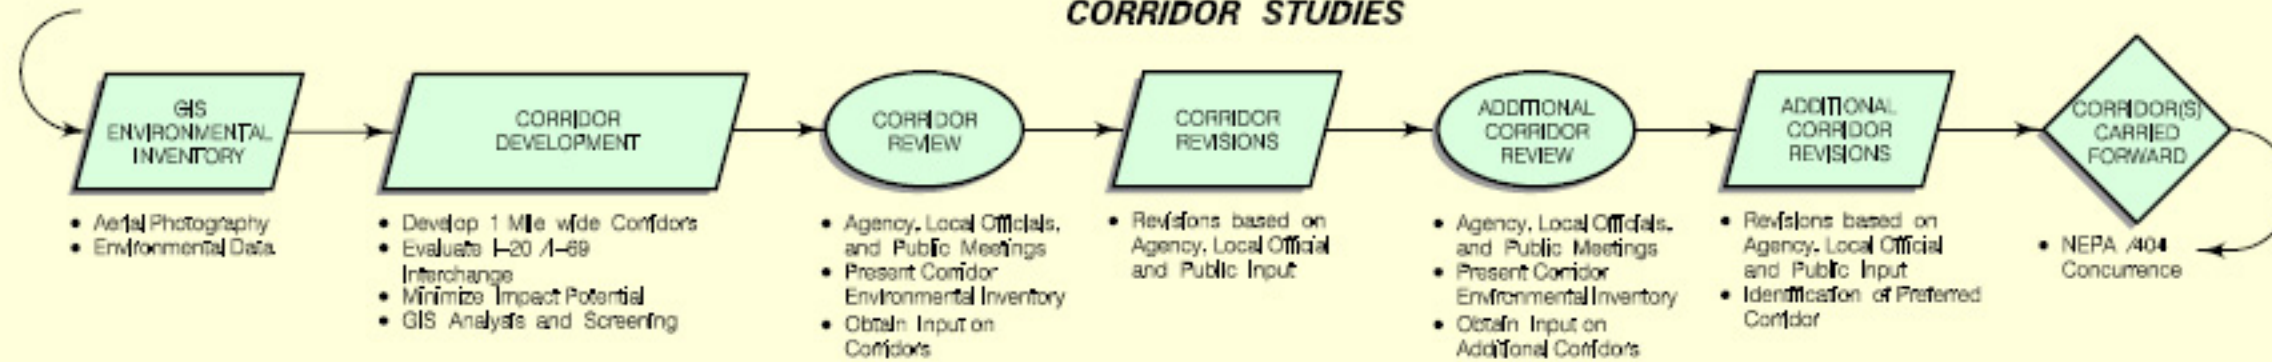 CORRIDOR STUDIES
GIS
ENVIRONMENTAL
INVENTORY
• Aerial Photography
• Environmental Data
CORRIDOR
DEVELOPMENT
• Develop 1 Mile wide Corridors
• Evaluate I-20 /I-69
Interchange
• Minimize Impact Potential
• GIS Analysis and Screening
CORRIDOR
REVIEW
• Agency, Local Officials,
and Public Meetings
• Present Corridor
Environmental Inventory
• Obtain Input on
Corridors
CORRIDOR
REVISIONS
• Revisions based on
Agency, Local Official
and Public Input
ADDITIONAL
CORRIDOR
REVIEW
• Agency, Local Officials,
and Public Meetings
• Present Corridor
Environmental Inventory
• Obtain Input on
Additional Corridors
ADDITIONAL
CORRIDOR
REVISIONS
• Revisions based on
Agency, Local Official
and Public Input
• Identification of Preferred
Corridor
CORRIDOR(S)
CARRIED
FORWARD
• NEPA /404
Concurrence